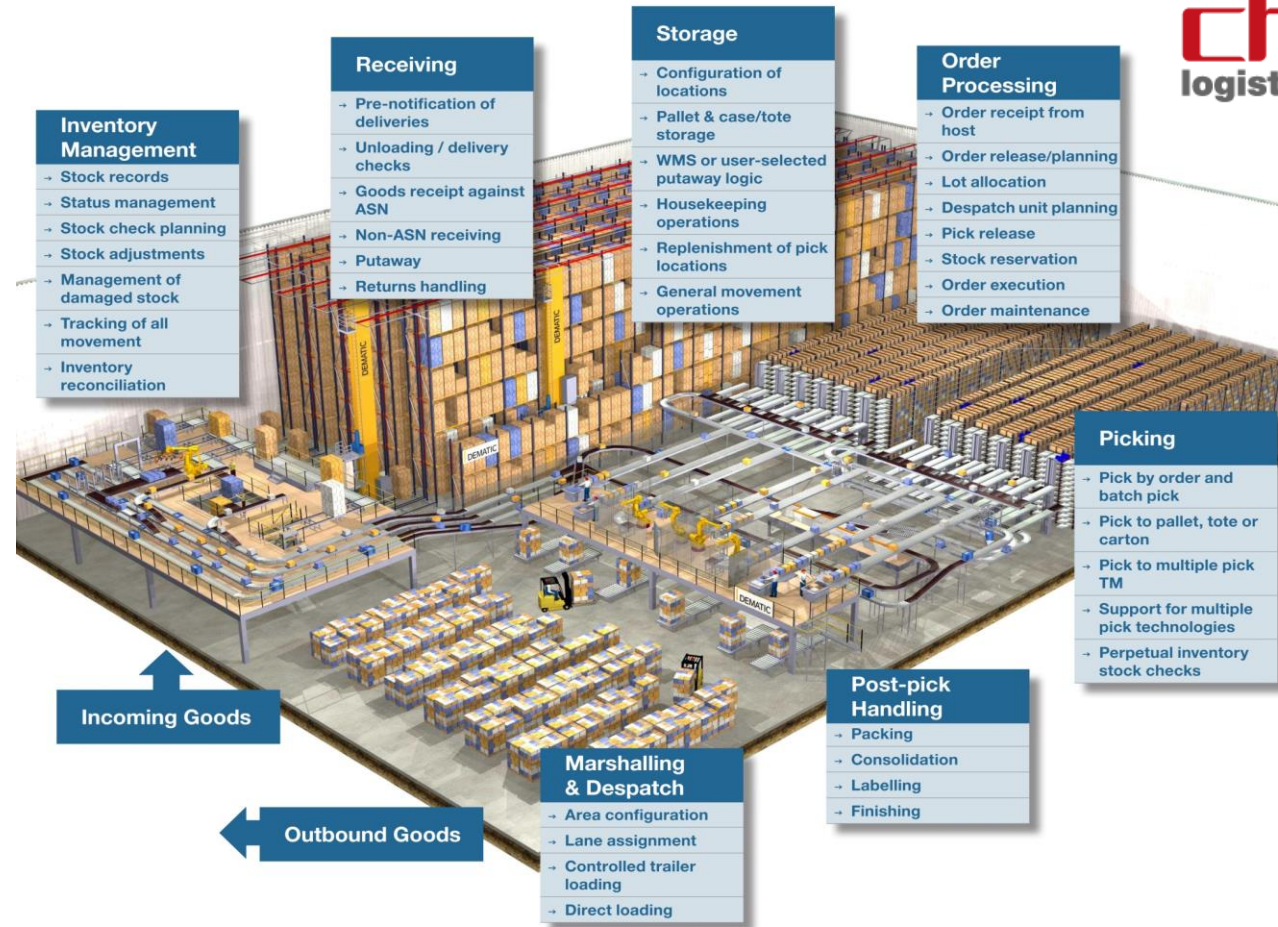 Inventory
Management
→ Stock records
→ Status management
→ Stock check planning
→ Stock adjustments
→ Management of
damaged stock
→ Tracking of all
movement
→ Inventory
reconciliation
Receiving
→ Pre-notification of
deliveries
→ Unloading / delivery
checks
→ Goods receipt against
ASN
→ Non-ASN receiving
→ Putaway
→ Returns handling
Storage
→ Configuration of
locations
→ Pallet & case/tote
storage
→ WMS or user-selected
putaway logic
→ Housekeeping
operations
→ Replenishment of pick
locations
→ General movement
operations
Order
Processing
→ Order receipt from
host
→ Order release/planning
→ Lot allocation
→ Despatch unit planning
→ Pick release
→ Stock reservation
→ Order execution
→ Order maintenance
ch
logist
DEMATIC
DEMATIC
DEMATIC
DEMATIC
Picking
→ Pick by order and
batch pick
→ Pick to pallet, tote or
carton
→ Pick to multiple pick
TM
→ Support for multiple
pick technologies
→ Perpetual inventory
stock checks
Incoming Goods
Outbound Goods
Marshalling
& Despatch
→ Area configuration
→ Lane assignment
→ Controlled trailer
loading
→ Direct loading
Post-pick
Handling
→ Packing
→ Consolidation
→ Labelling
→ Finishing